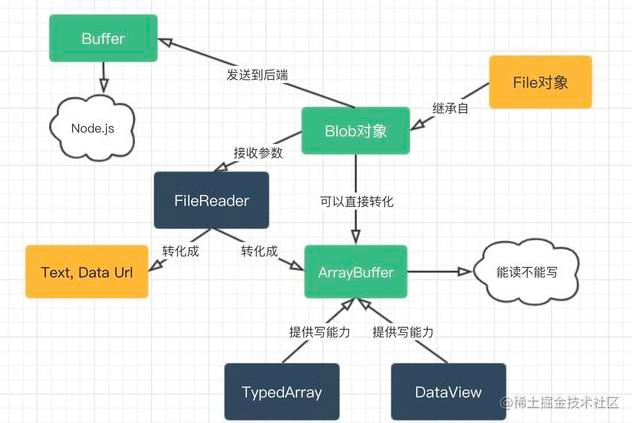 Buffer
发送到后端
File对象
继承自
Node.js
Blob对象
接收参数
FileReader
可以直接转化
转化成
转化成
Text, Data Url
ArrayBuffer
能读不能写
提供写能力
提供写能力
TypedArray
DataView
@稀土掘金技术社区